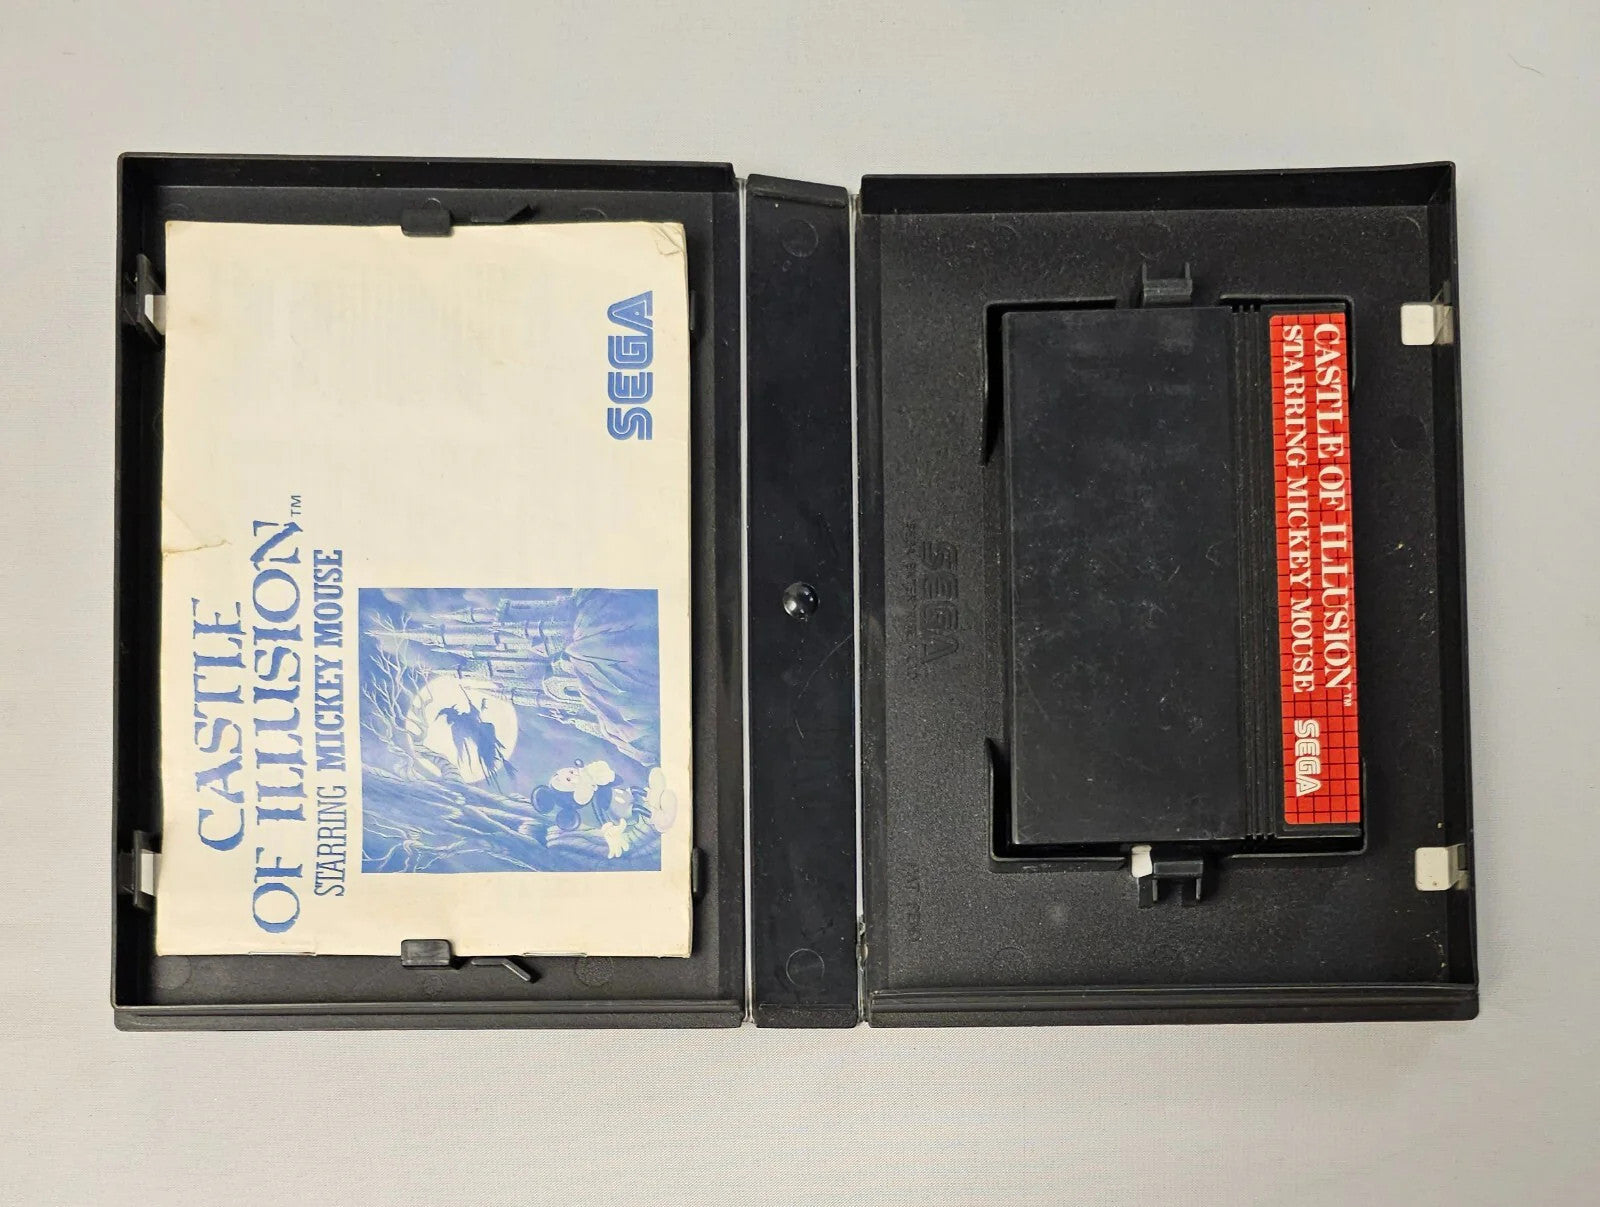 CASTLE
OF ILLUSION™
STARRING MICKEY MOUSE
SEGA
SEGA
CASTLE OF ILLUSION™
STARRING MICKEY MOUSE
SEGA